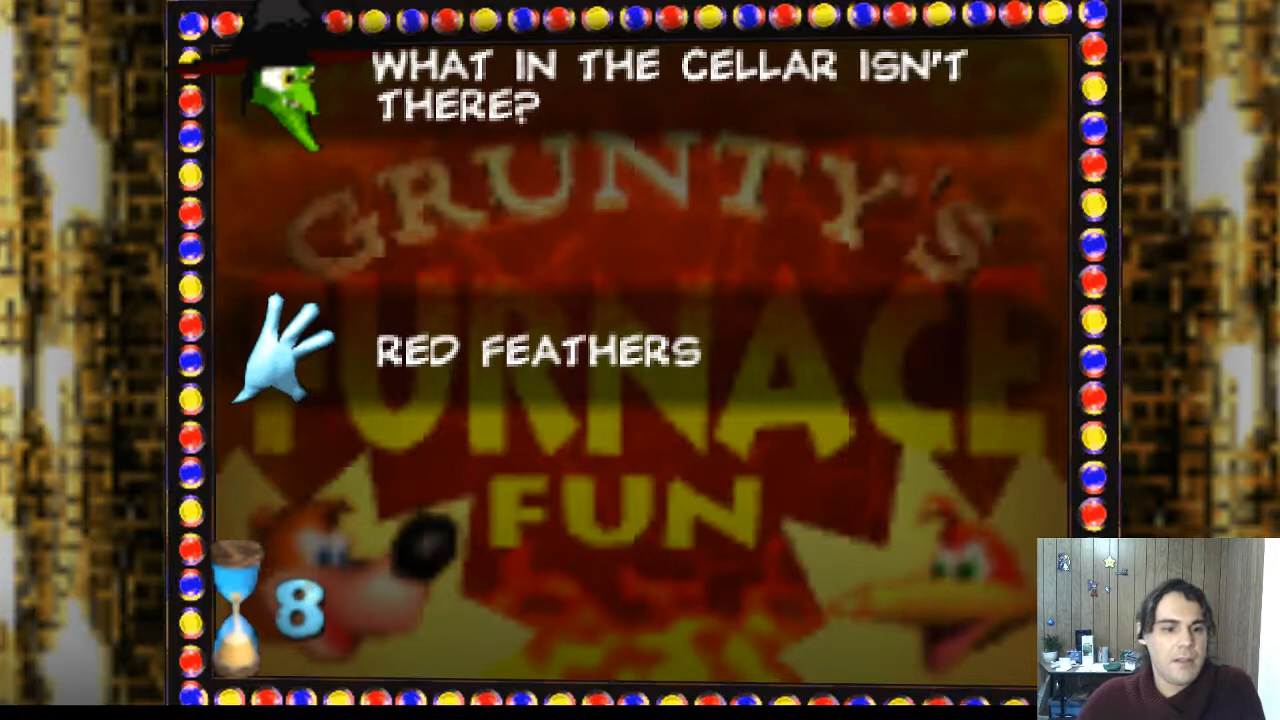 WHAT IN THE CELLAR ISN'T
THERE?
GRUNTY'S
RED FEATHERS
FURNACE
FUN
8